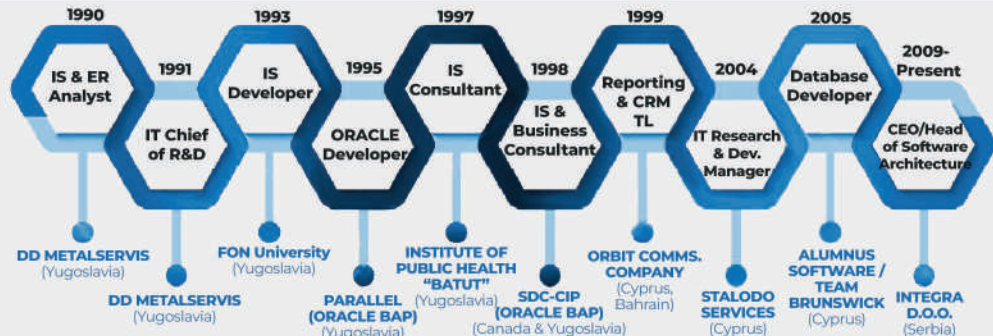 1990
IS & ER
Analyst
DD METALSERVIS
(Yugoslavia)
1991
IT Chief
of R&D
DD METALSERVIS
(Yugoslavia)
1993
IS
Developer
FON University
(Yugoslavia)
1995
ORACLE
Developer
PARALLEL
(ORACLE BAP)
(Yugoslavia)
1997
IS
Consultant
INSTITUTE OF
PUBLIC HEALTH
“BATUT”
(Yugoslavia)
1998
IS &
Business
Consultant
SDC-CIP
(ORACLE BAP)
(Canada & Yugoslavia)
1999
Reporting
& CRM
TL
ORBIT COMMS.
COMPANY
(Cyprus,
Bahrain)
2004
IT Research
& Dev.
Manager
STALODO
SERVICES
(Cyprus)
2005
Database
Developer
ALUMNUS
SOFTWARE /
TEAM
BRUNSWICK
(Cyprus)
2009-
Present
CEO/Head
of Software
Architecture
INTEGRA
D.O.O.
(Serbia)